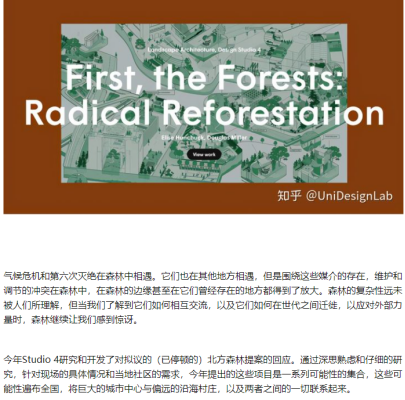 Landscape Architecture, Design Studio 4
First, the Forests:
Radical Reforestation
View work
知乎 @UniDesignLab
气候危机和第六次灭绝在森林中相遇。它们也在其他地方相遇，但是围绕这些媒介的存在，维护和
调节的冲突在森林中，在森林的边缘甚至在它们曾经存在的地方都得到了放大。森林的复杂性远未
被人们所理解，但当我们了解到它们如何相互交流，以及它们如何在世代之间迁徙，以应对外部力
量时，森林继续让我们感到惊讶。
今年Studio 4研究和开发了对拟议的（已停顿的）北方森林提案的回应。通过深思熟虑和仔细的研
究，针对现场的具体情况和当地社区的需求，今年提出的这些项目是一系列可能性的集合，这些可
能性遍布全国，将巨大的城市中心与偏远的沿海村庄，以及两者之间的一切联系起来。